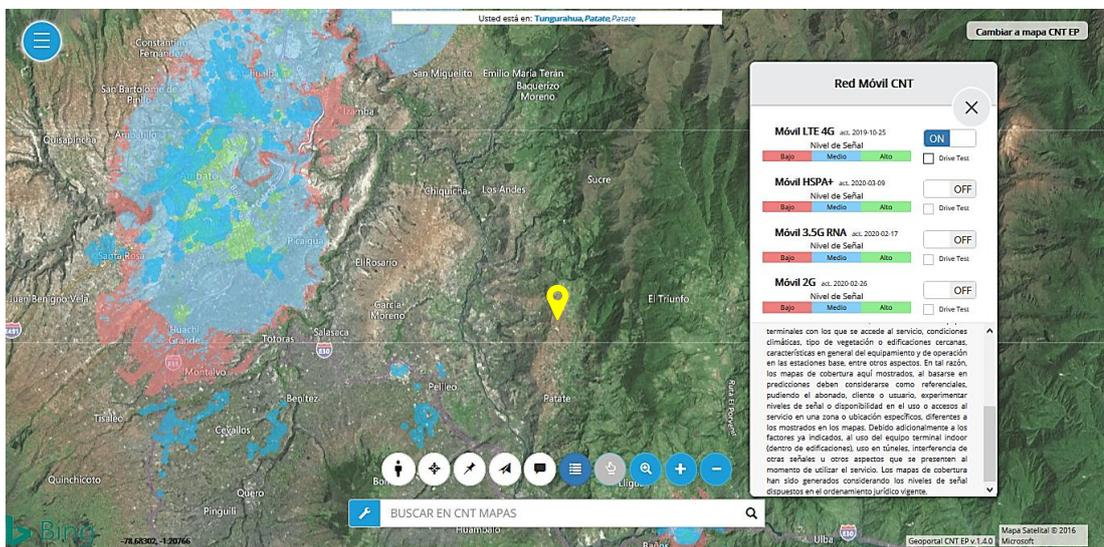 Usted está en: Tungurahua, Patate, Patate
Cambiar a mapa CNT EP
Constantino
Fernández
San Miguelito
Emilio María Terán
Baquerizo
Moreno
San Bartolomé de
Pinllo
Izamba
Quisapincha
Ambatillo
Ambato
Chiquicha
Los Andes
Sucre
Picaigua
Santa Rosa
El Rosario
Juan Benigno Vela
García
Moreno
El Triunfo
E491
Huachi
Grande
Salasaca
Totoras
E30
E35
Montalvo
Pelileo
Benítez
Patate
Tisaleo
Cevallos
Quinchicoto
Quero
Pinguilí
Huambaló
Baños
Ulba
E30
Red Móvil CNT
Móvil LTE 4G act. 2019-10-25
ON
Nivel de Señal
Bajo Medio Alto
Drive Test
Móvil HSPA+ act. 2020-03-09
OFF
Nivel de Señal
Bajo Medio Alto
Drive Test
Móvil 3.5G RNA act. 2020-02-17
OFF
Nivel de Señal
Bajo Medio Alto
Drive Test
Móvil 2G act. 2020-02-26
OFF
Nivel de Señal
Bajo Medio Alto
Drive Test
terminales con los que se accede al servicio, condiciones
climáticas, tipo de vegetación o edificaciones cercanas,
características en general del equipamiento y de operación
en las estaciones base, entre otros aspectos. En tal razón,
los mapas de cobertura aquí mostrados, al basarse en
predicciones deben considerarse como referenciales,
pudiendo el abonado, cliente o usuario, experimentar
niveles de señal o disponibilidad en el uso o accesos al
servicio en una zona o ubicación específicos, diferentes a
los mostrados en los mapas. Debido adicionalmente a los
factores ya indicados, al uso del equipo terminal indoor
(dentro de edificaciones), uso en túneles, interferencia de
otras señales u otros aspectos que se presenten al
momento de utilizar el servicio. Los mapas de cobertura
han sido generados considerando los niveles de señal
dispuestos en el ordenamiento jurídico vigente.
BUSCAR EN CNT MAPAS
Bing
-78.68302, -1.20766
Geoportal CNT EP v.1.4.0
Mapa Satelital © 2016
Microsoft